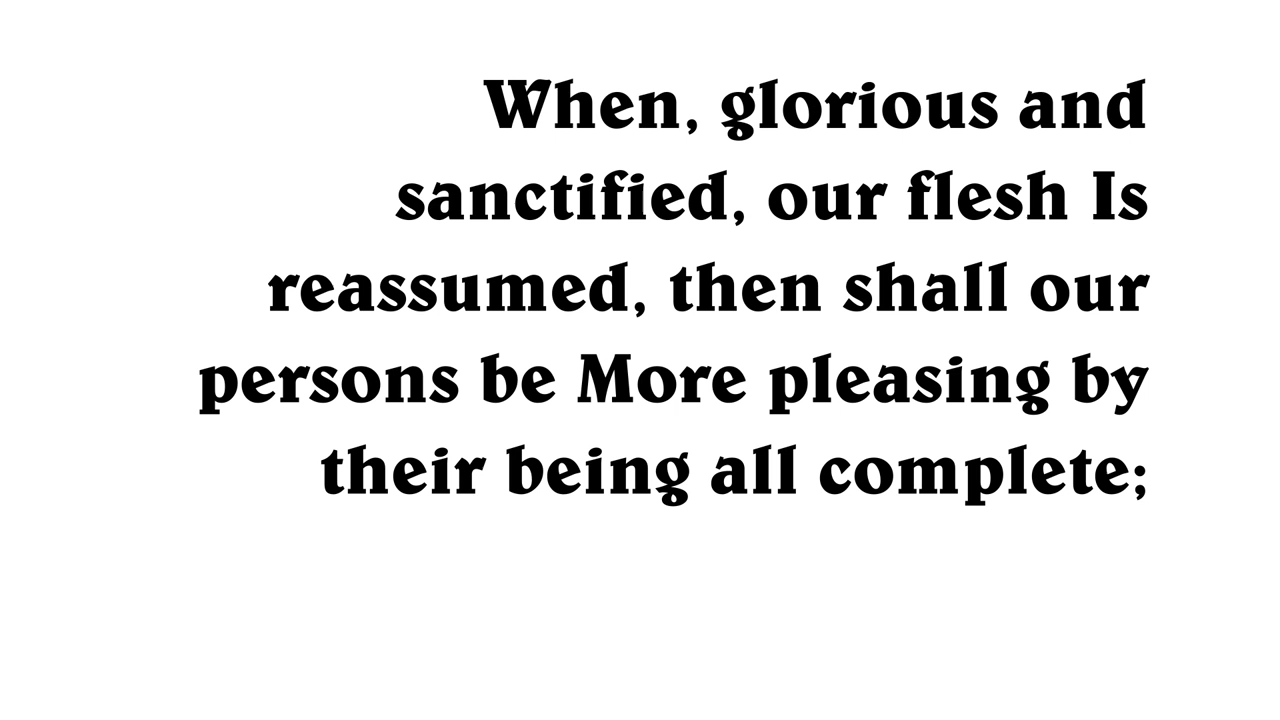 When, glorious and
sanctified, our flesh Is
reassumed, then shall our
persons be More pleasing by
their being all complete;